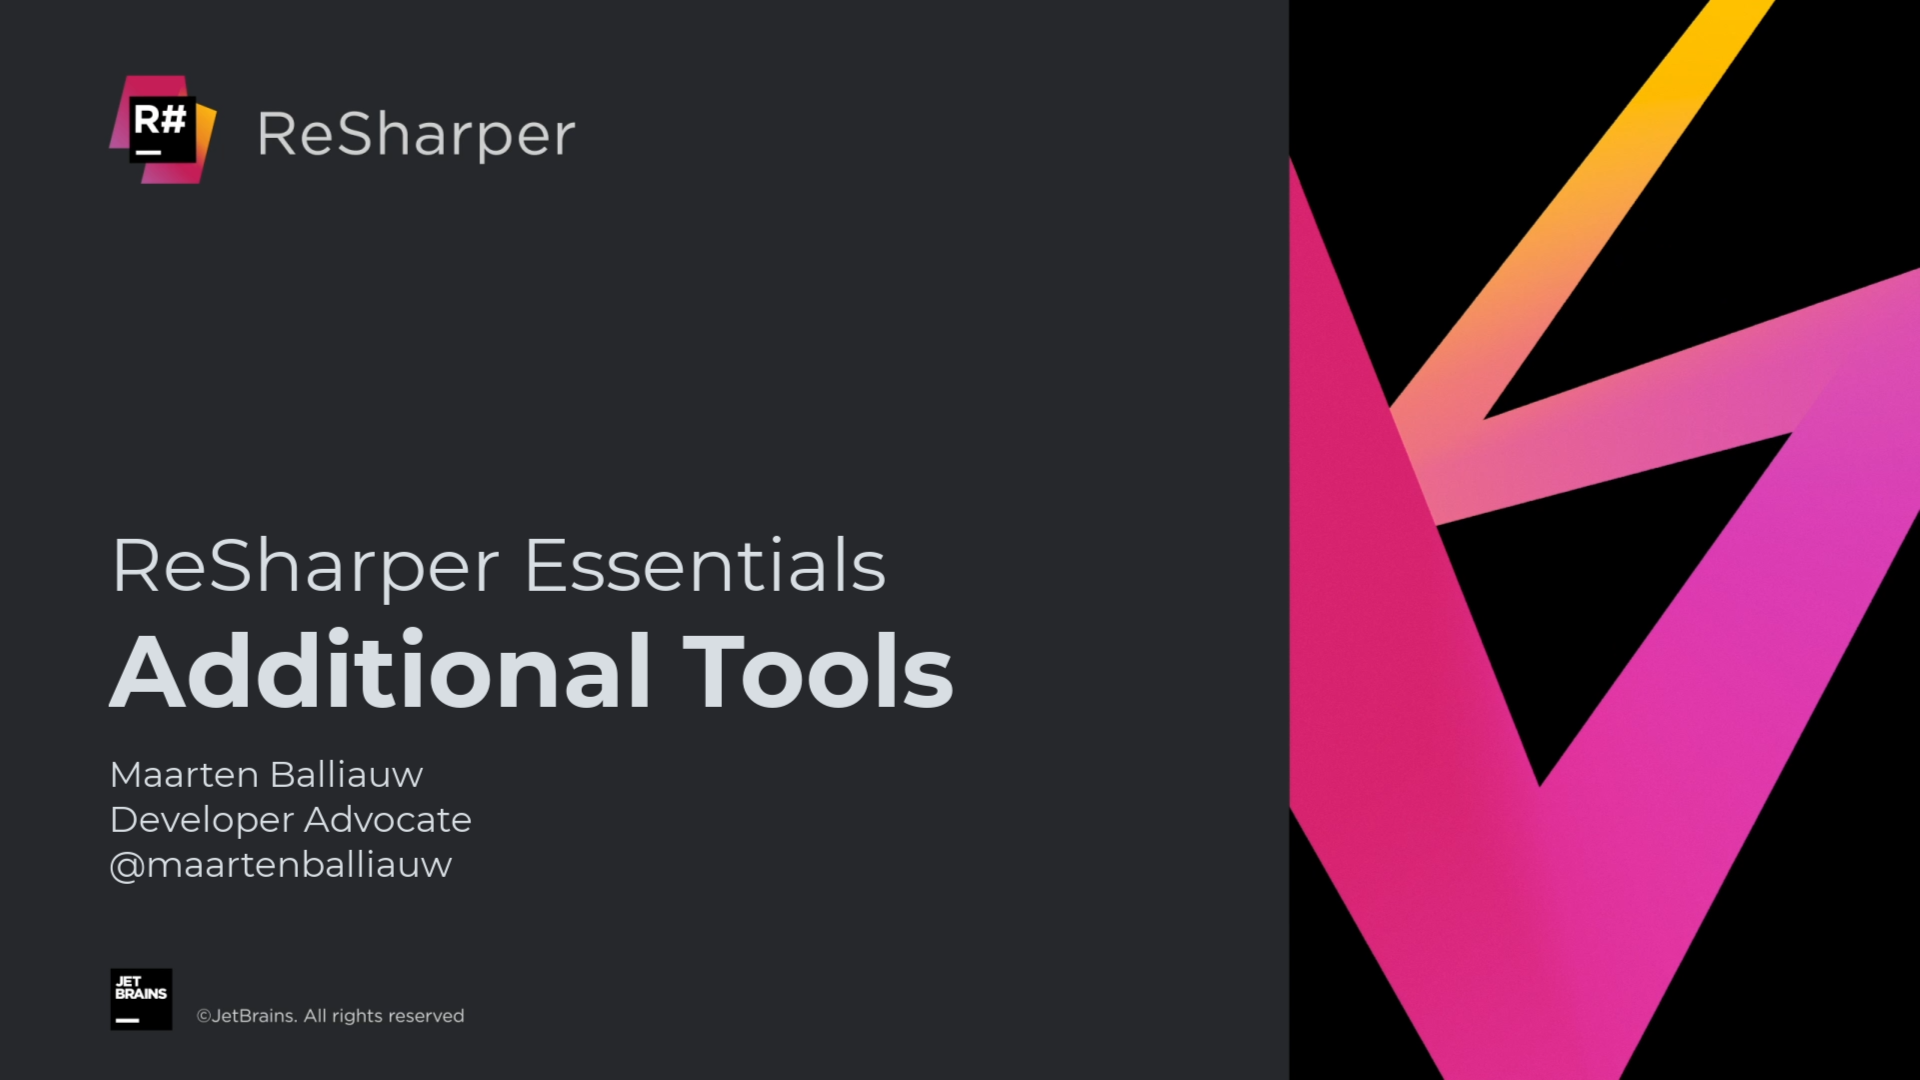 R#
ReSharper
ReSharper Essentials
Additional Tools
Maarten Balliauw
Developer Advocate
@maartenballiauw
JET
BRAINS
©JetBrains. All rights reserved